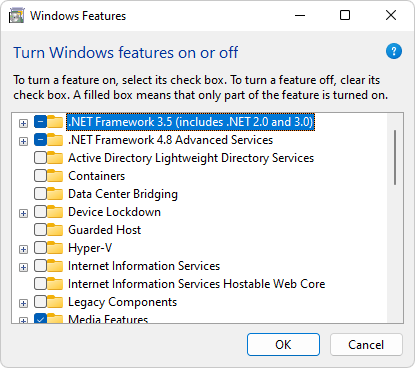 Windows Features
Turn Windows features on or off
To turn a feature on, select its check box. To turn a feature off, clear its
check box. A filled box means that only part of the feature is turned on.
.NET Framework 3.5 (includes .NET 2.0 and 3.0)
.NET Framework 4.8 Advanced Services
Active Directory Lightweight Directory Services
Containers
Data Center Bridging
Device Lockdown
Guarded Host
Hyper-V
Internet Information Services
Internet Information Services Hostable Web Core
Legacy Components
Media Features
OK
Cancel